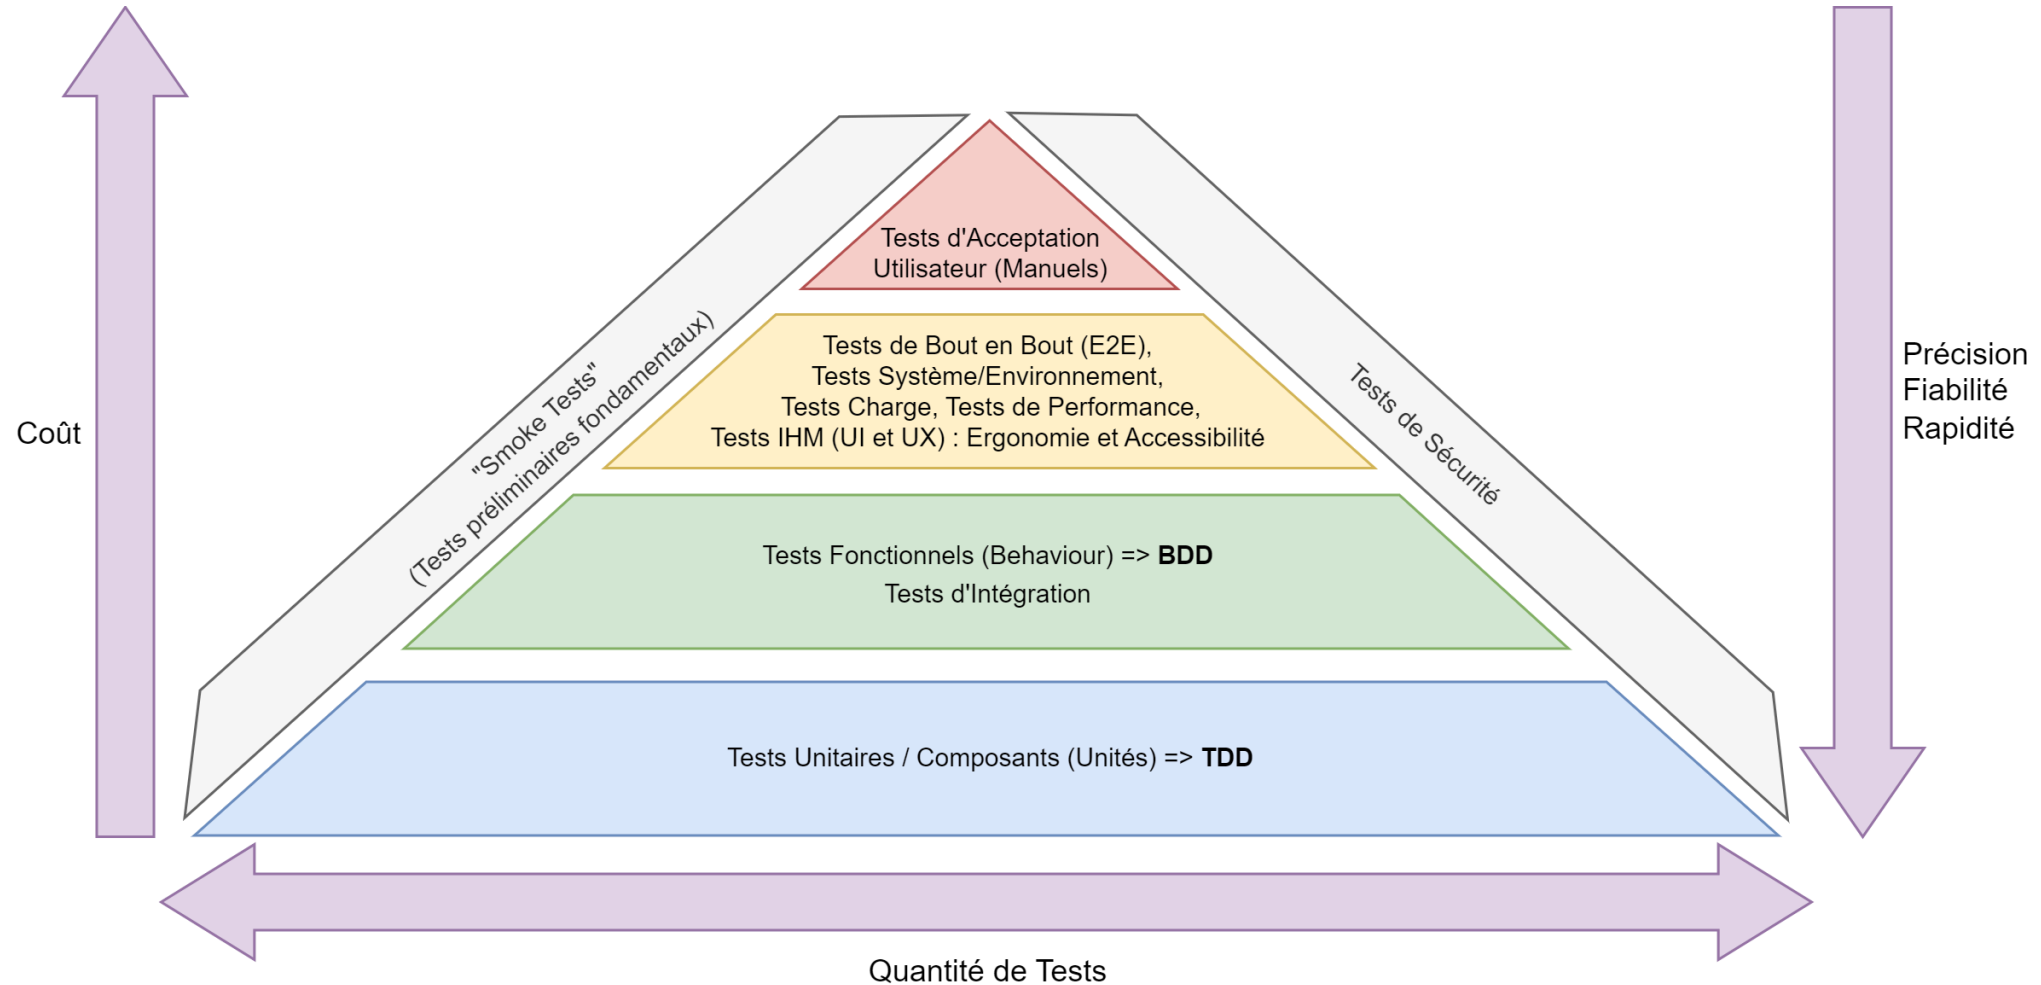 Tests d'Acceptation
Utilisateur (Manuels)
Tests de Bout en Bout (E2E),
Tests Système/Environnement,
Tests Charge, Tests de Performance,
Tests IHM (UI et UX) : Ergonomie et Accessibilité
"Smoke Tests"
(Tests préliminaires fondamentaux)
Tests de Sécurité
Coût
Précision
Fiabilité
Rapidité
Tests Fonctionnels (Behaviour) => BDD
Tests d'Intégration
Tests Unitaires / Composants (Unités) => TDD
Quantité de Tests